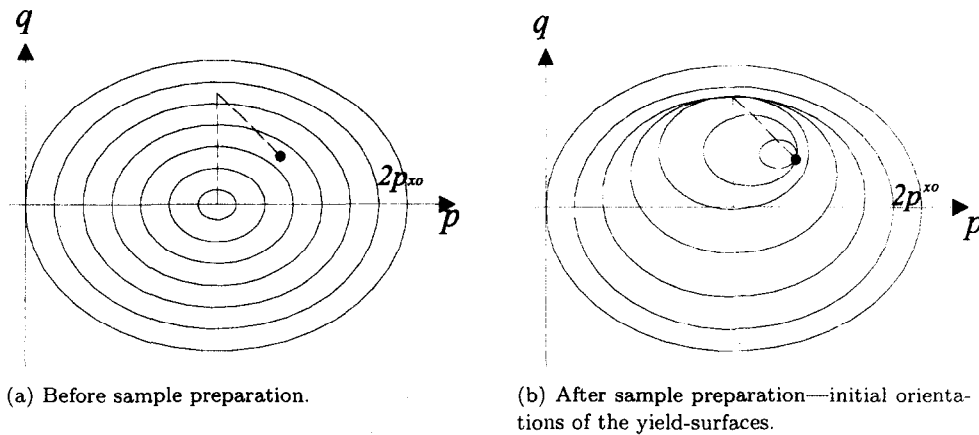 q
2pxo
p
(a) Before sample preparation.
q
2pxo
p
(b) After sample preparation—initial orienta-
tions of the yield-surfaces.